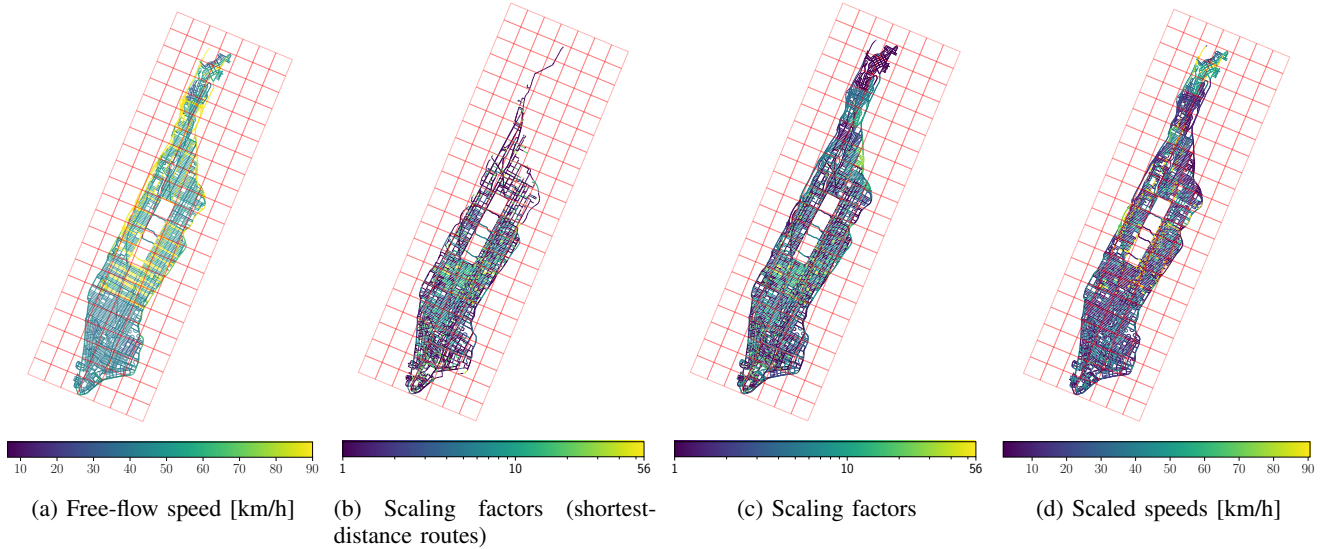 10 20 30 40 50 60 70 80 90
1 10 56
1 10 56
10 20 30 40 50 60 70 80 90
(a) Free-flow speed [km/h]
(b) Scaling factors (shortest-
distance routes)
(c) Scaling factors
(d) Scaled speeds [km/h]